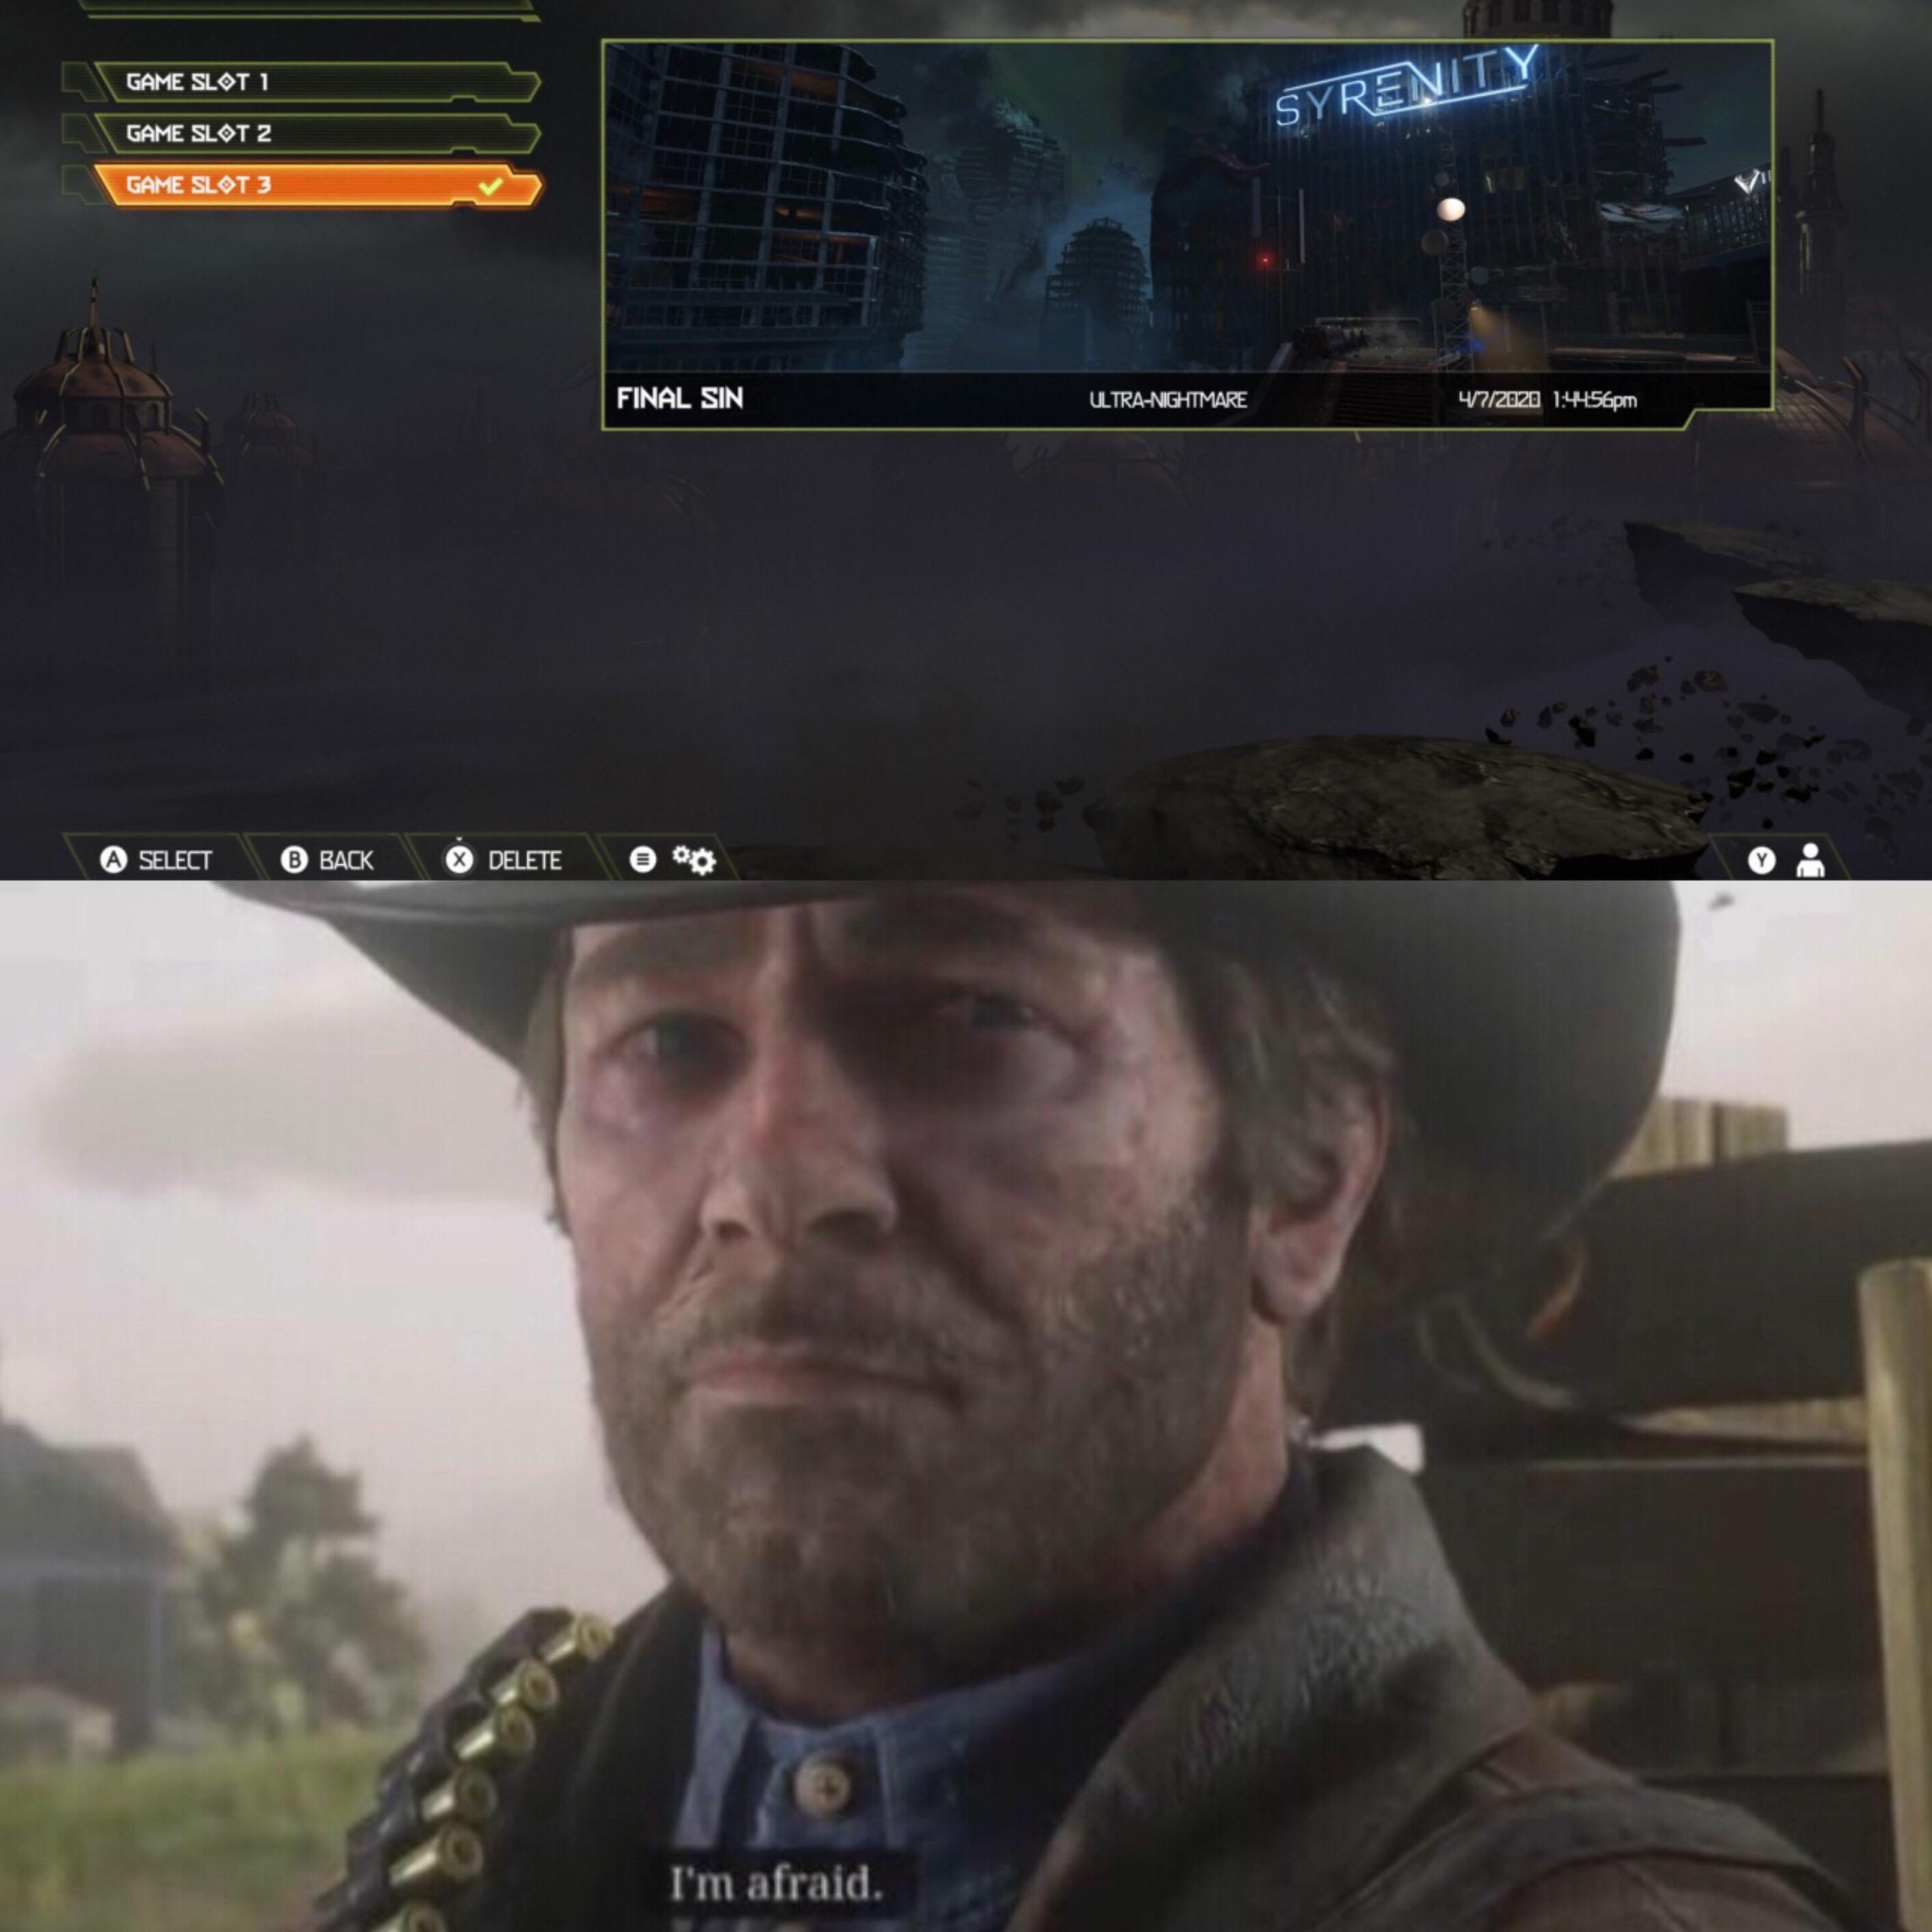 GAME SLOT 1
GAME SLOT 2
GAME SLOT 3
SYRENITY
FINAL SIN ULTRA-NIGHTMARE 4/7/2020 1:44:56pm
A SELECT B BACK X DELETE Y
I'm afraid.